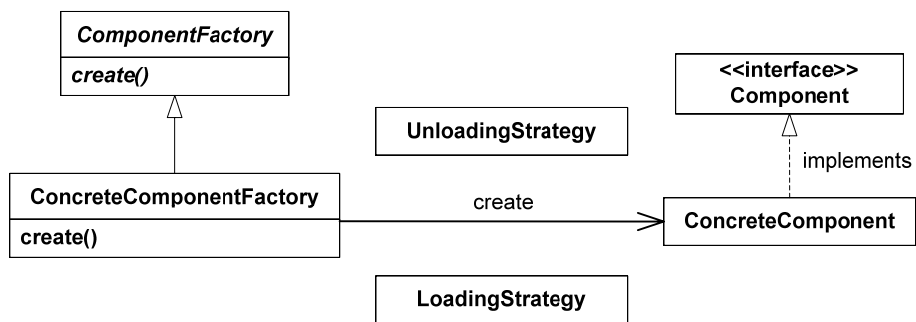 ComponentFactory
create()
<<interface>>
Component
UnloadingStrategy
implements
ConcreteComponentFactory
create()
create
ConcreteComponent
LoadingStrategy